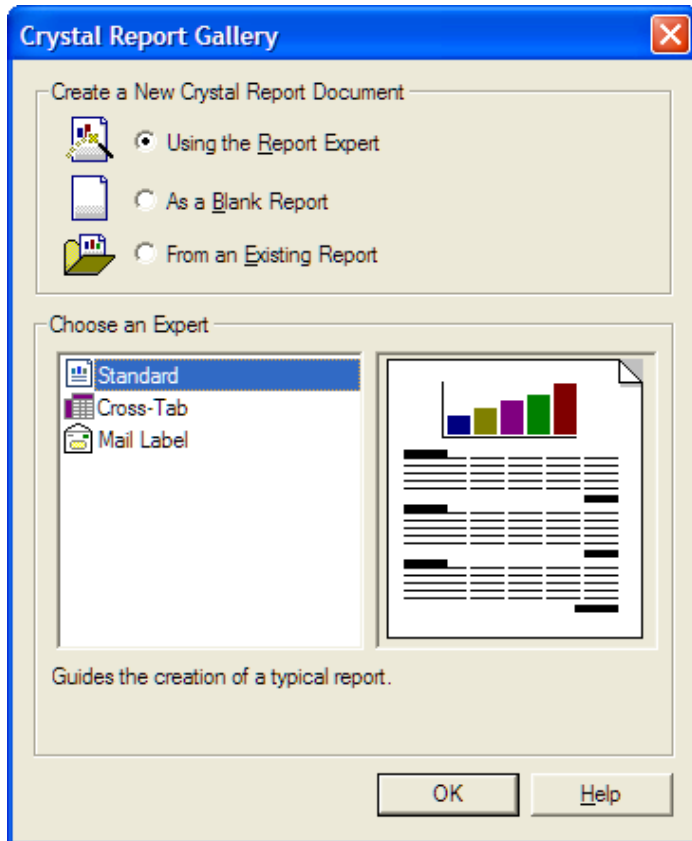 Crystal Report Gallery
Create a New Crystal Report Document
Using the Report Expert
As a Blank Report
From an Existing Report
Choose an Expert
Standard
Cross-Tab
Mail Label
Guides the creation of a typical report.
OK Help